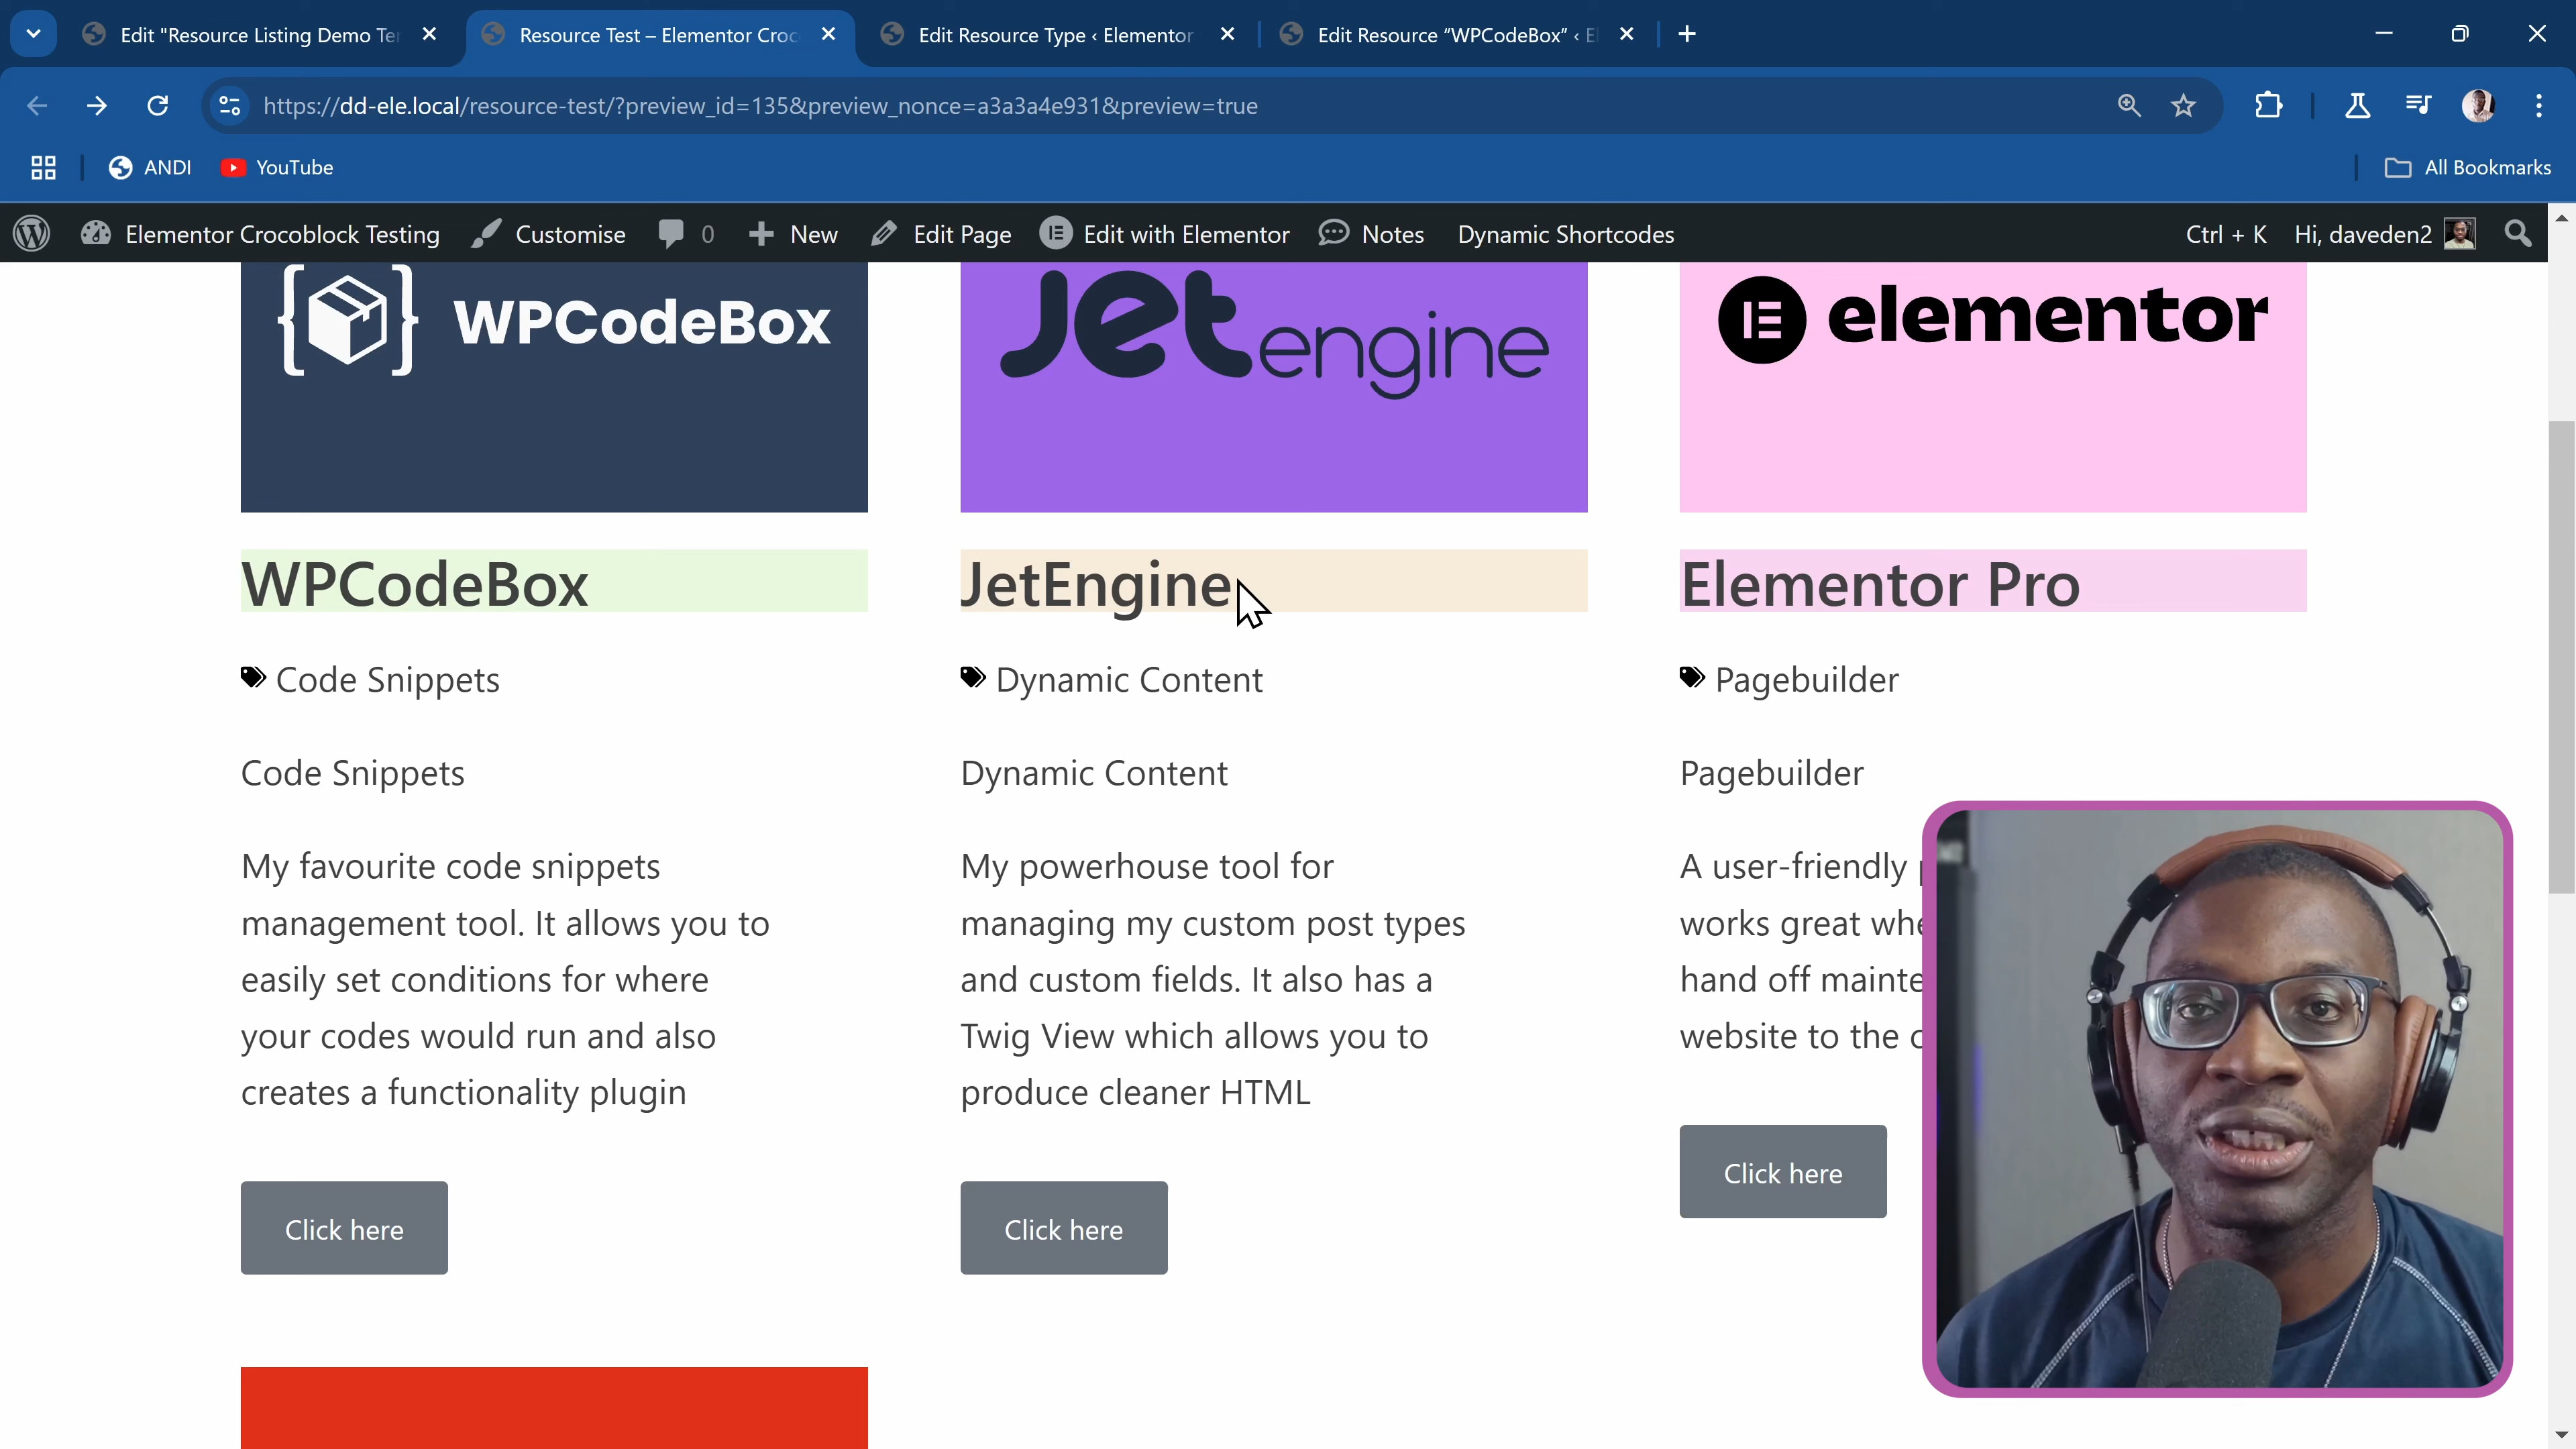 Edit "Resource Listing Demo Te
Resource Test – Elementor Croc
Edit Resource Type ‹ Elementor
Edit Resource “WPCodeBox” ‹ E
https://dd-ele.local/resource-test/?preview_id=135&preview_nonce=a3a3a4e931&preview=true
ANDI
YouTube
All Bookmarks
Elementor Crocoblock Testing
Customise
0
New
Edit Page
Edit with Elementor
Notes
Dynamic Shortcodes
Ctrl + K
Hi, daveden2
WPCodeBox
Jet engine
elementor
WPCodeBox
JetEngine
Elementor Pro
Code Snippets
Dynamic Content
Pagebuilder
Code Snippets
Dynamic Content
Pagebuilder
My favourite code snippets
management tool. It allows you to
easily set conditions for where
your codes would run and also
creates a functionality plugin
My powerhouse tool for
managing my custom post types
and custom fields. It also has a
Twig View which allows you to
produce cleaner HTML
A user-friendly
works great
hand off
website to the
Click here
Click here
Click here